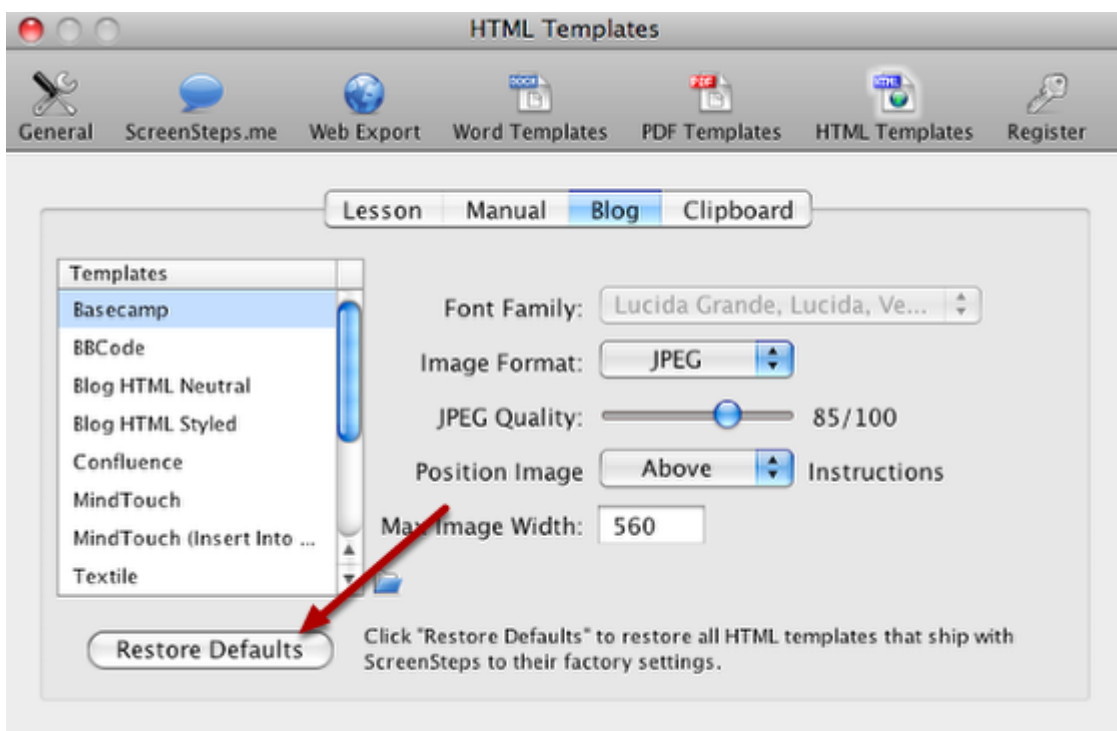 HTML Templates
General ScreenSteps.me Web Export Word Templates PDF Templates HTML Templates Register
Lesson Manual Blog Clipboard
Templates
Basecamp
BBCode
Blog HTML Neutral
Blog HTML Styled
Confluence
MindTouch
MindTouch (Insert Into ...
Textile
Font Family: Lucida Grande, Lucida, Ve...
Image Format: JPEG
JPEG Quality: 85/100
Position Image Above Instructions
Max Image Width: 560
Restore Defaults
Click "Restore Defaults" to restore all HTML templates that ship with
ScreenSteps to their factory settings.